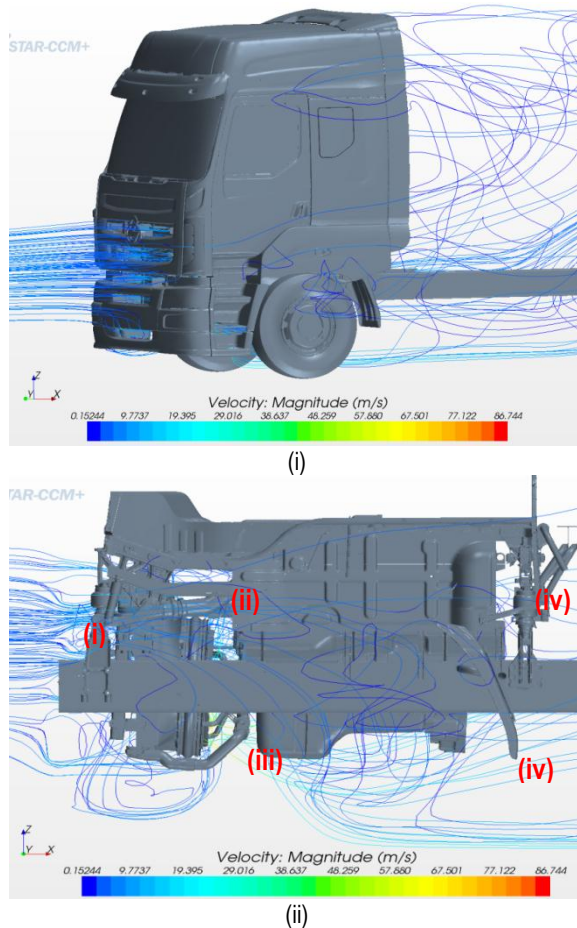 STAR-CCM+
Z
Y X
Velocity: Magnitude (m/s)
0.15244 9.7737 19.395 29.016 38.637 48.259 57.880 67.501 77.122 86.744
(i)
TAR-CCM+
(i) (ii) (iv)
(iii) (iv)
Z
Y X
Velocity: Magnitude (m/s)
0.15244 9.7737 19.395 29.016 38.637 48.259 57.880 67.501 77.122 86.744
(ii)